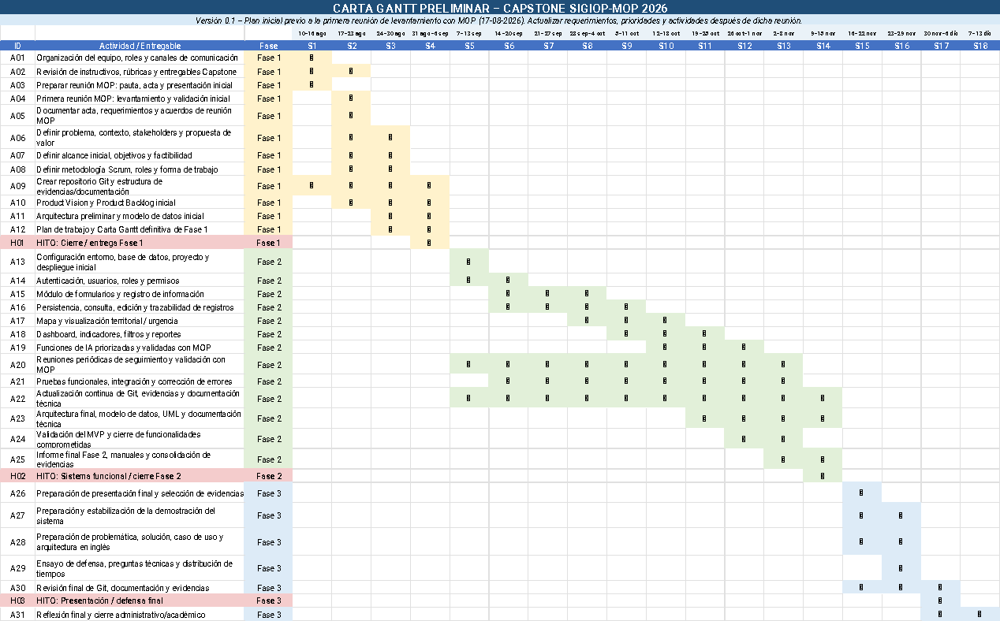 CARTA GANTT PRELIMINAR – CAPSTONE SIGIOP-MOP 2026
Versión 0.1 – Plan inicial previo a la primera reunión de levantamiento con MOP (17-08-2026). Actualizar requerimientos, prioridades y actividades después de dicha reunión.
10-16 ago 17-23 ago 24-30 ago 31 ago-6 sep 7-13 sep 14-20 sep 21-27 sep 28 sep-4 oct 5-11 oct 12-18 oct 19-25 oct 26 oct-1 nov 2-8 nov 9-15 nov 16-22 nov 23-29 nov 30 nov-6 dic 7-13 dic
ID Actividad / Entregable Fase S1 S2 S3 S4 S5 S6 S7 S8 S9 S10 S11 S12 S13 S14 S15 S16 S17 S18
A01 Organización del equipo, roles y canales de comunicación Fase 1
A02 Revisión de instructivos, rúbricas y entregables Capstone Fase 1
A03 Preparar reunión MOP: pauta, acta y presentación inicial Fase 1
A04 Primera reunión MOP: levantamiento y validación inicial Fase 1
A05 Documentar acta, requerimientos y acuerdos de reunión
MOP Fase 1
A06 Definir problema, contexto, stakeholders y propuesta de
valor Fase 1
A07 Definir alcance inicial, objetivos y factibilidad Fase 1
A08 Definir metodología Scrum, roles y forma de trabajo Fase 1
A09 Crear repositorio Git y estructura de
evidencias/documentación Fase 1
A10 Product Vision y Product Backlog inicial Fase 1
A11 Arquitectura preliminar y modelo de datos inicial Fase 1
A12 Plan de trabajo y Carta Gantt definitiva de Fase 1 Fase 1
H01 HITO: Cierre / entrega Fase 1 Fase 1
A13 Configuración entorno, base de datos, proyecto y
despliegue inicial Fase 2
A14 Autenticación, usuarios, roles y permisos Fase 2
A15 Módulo de formularios y registro de información Fase 2
A16 Persistencia, consulta, edición y trazabilidad de registros Fase 2
A17 Mapa y visualización territorial / urgencia Fase 2
A18 Dashboard, indicadores, filtros y reportes Fase 2
A19 Funciones de IA priorizadas y validadas con MOP Fase 2
A20 Reuniones periódicas de seguimiento y validación con
MOP Fase 2
A21 Pruebas funcionales, integración y corrección de errores Fase 2
A22 Actualización continua de Git, evidencias y documentación
técnica Fase 2
A23 Arquitectura final, modelo de datos, UML y documentación
técnica Fase 2
A24 Validación del MVP y cierre de funcionalidades
comprometidas Fase 2
A25 Informe final Fase 2, manuales y consolidación de
evidencias Fase 2
H02 HITO: Sistema funcional / cierre Fase 2 Fase 2
A26 Preparación de presentación final y selección de evidencias Fase 3
A27 Preparación y estabilización de la demostración del
sistema Fase 3
A28 Preparación de problemática, solución, caso de uso y
arquitectura en inglés Fase 3
A29 Ensayo de defensa, preguntas técnicas y distribución de
tiempos Fase 3
A30 Revisión final de Git, documentación y evidencias Fase 3
H03 HITO: Presentación / defensa final Fase 3
A31 Reflexión final y cierre administrativo/académico Fase 3